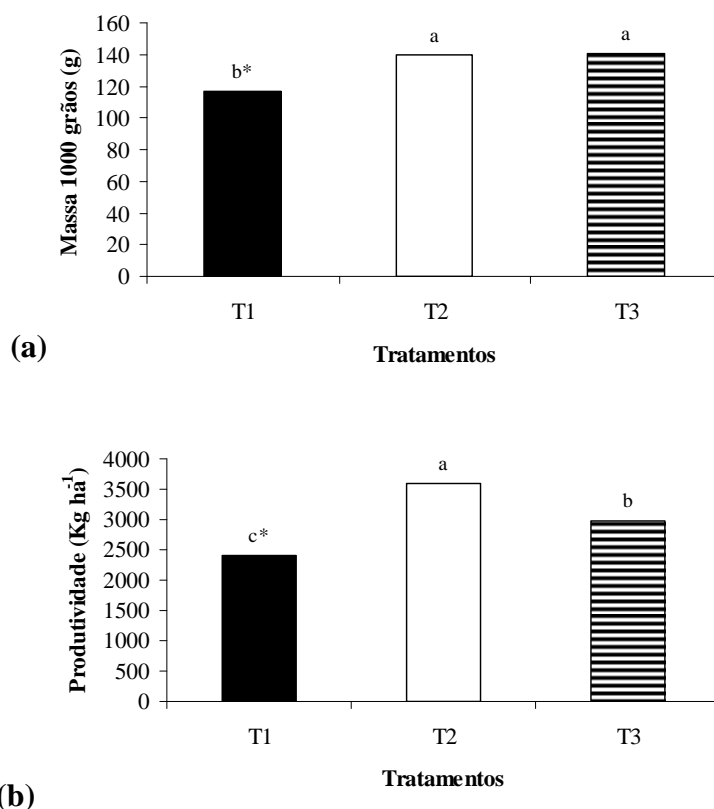 Massa 1000 grãos (g)
160
140
120
100
80
60
40
20
0
b*
a
a
T1
T2
T3
(a)
Tratamentos
Produtividade (Kg ha-1)
4000
3500
3000
2500
2000
1500
1000
500
0
c*
a
b
T1
T2
T3
Tratamentos
(b)